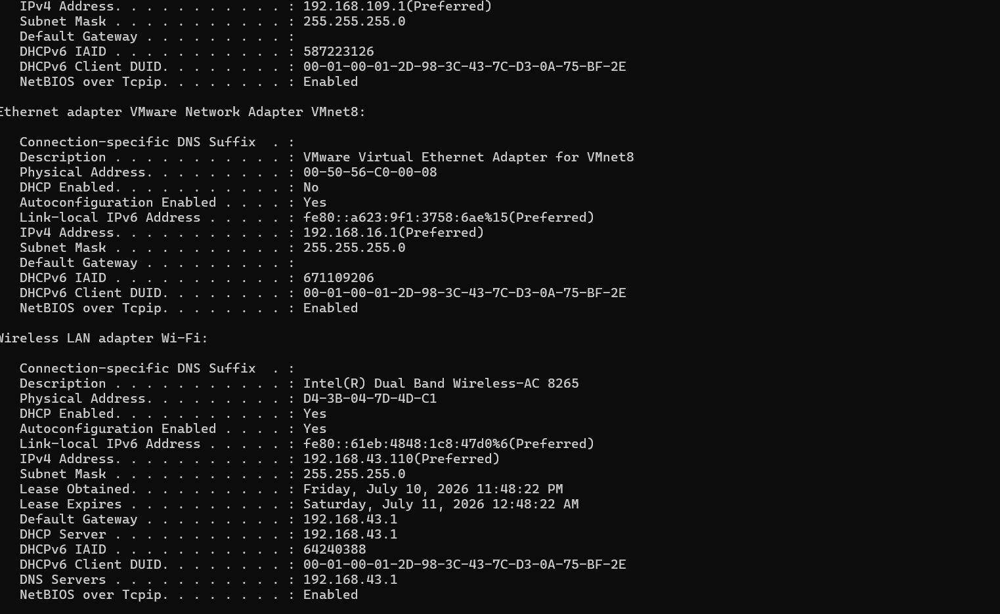 IPv4 Address. . . . . . . . . . . : 192.168.109.1(Preferred)
Subnet Mask . . . . . . . . . . . : 255.255.255.0
Default Gateway . . . . . . . . . :
DHCPv6 IAID . . . . . . . . . . . : 587223126
DHCPv6 Client DUID. . . . . . . . : 00-01-00-01-2D-98-3C-43-7C-D3-0A-75-BF-2E
NetBIOS over Tcpip. . . . . . . . : Enabled
Ethernet adapter VMware Network Adapter VMnet8:
Connection-specific DNS Suffix  . :
Description . . . . . . . . . . . : VMware Virtual Ethernet Adapter for VMnet8
Physical Address. . . . . . . . . : 00-50-56-C0-00-08
DHCP Enabled. . . . . . . . . . . : No
Autoconfiguration Enabled . . . . : Yes
Link-local IPv6 Address . . . . . : fe80::a623:9f1:3758:6ae%15(Preferred)
IPv4 Address. . . . . . . . . . . : 192.168.16.1(Preferred)
Subnet Mask . . . . . . . . . . . : 255.255.255.0
Default Gateway . . . . . . . . . :
DHCPv6 IAID . . . . . . . . . . . : 671109206
DHCPv6 Client DUID. . . . . . . . : 00-01-00-01-2D-98-3C-43-7C-D3-0A-75-BF-2E
NetBIOS over Tcpip. . . . . . . . : Enabled
Wireless LAN adapter Wi-Fi:
Connection-specific DNS Suffix  . :
Description . . . . . . . . . . . : Intel(R) Dual Band Wireless-AC 8265
Physical Address. . . . . . . . . : D4-3B-04-7D-4D-C1
DHCP Enabled. . . . . . . . . . . : Yes
Autoconfiguration Enabled . . . . : Yes
Link-local IPv6 Address . . . . . : fe80::61eb:4848:1c8:47d0%6(Preferred)
IPv4 Address. . . . . . . . . . . : 192.168.43.110(Preferred)
Subnet Mask . . . . . . . . . . . : 255.255.255.0
Lease Obtained. . . . . . . . . . : Friday, July 10, 2026 11:48:22 PM
Lease Expires . . . . . . . . . . : Saturday, July 11, 2026 12:48:22 AM
Default Gateway . . . . . . . . . : 192.168.43.1
DHCP Server . . . . . . . . . . . : 192.168.43.1
DHCPv6 IAID . . . . . . . . . . . : 64240388
DHCPv6 Client DUID. . . . . . . . : 00-01-00-01-2D-98-3C-43-7C-D3-0A-75-BF-2E
DNS Servers . . . . . . . . . . . : 192.168.43.1
NetBIOS over Tcpip. . . . . . . . : Enabled